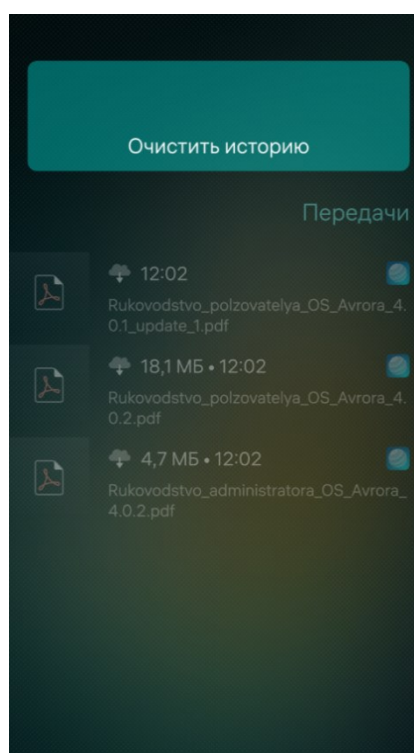 Очистить историю
Передачи
12:02
Rukovodstvo_polzovatelya_OS_Avrora_4.
0.1_update_1.pdf
18,1 МБ • 12:02
Rukovodstvo_polzovatelya_OS_Avrora_4.
0.2.pdf
4,7 МБ • 12:02
Rukovodstvo_administratora_OS_Avrora_
4.0.2.pdf